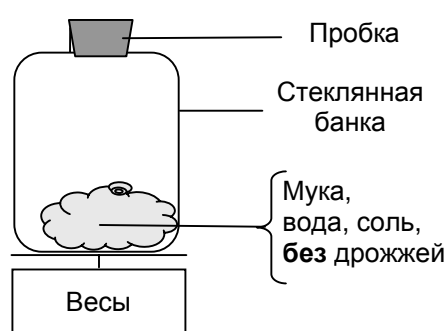 Пробка
Стеклянная
банка
Мука,
вода, соль,
без дрожжей
Весы